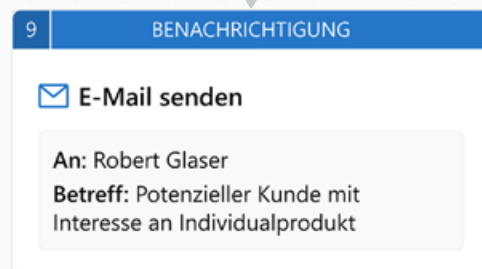 9 BENACHRICHTIGUNG
E-Mail senden
An: Robert Glaser
Betreff: Potenzieller Kunde mit
Interesse an Individualprodukt